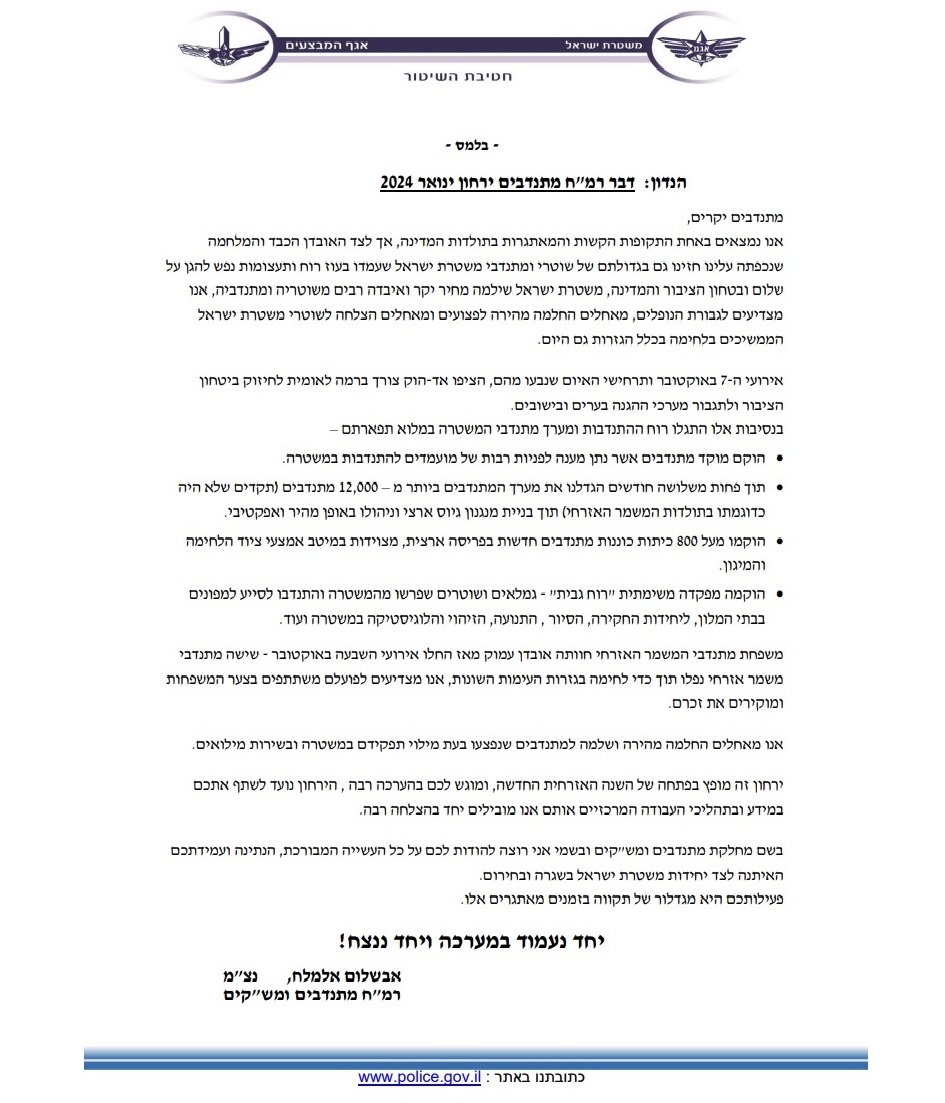 משטרת ישראל אגף המבצעים
אגמ
חטיבת השיטור
- בלמס -
הנדון: דבר רמ״ח מתנדבים ירחון ינואר 2024
מתנדבים יקרים,
אנו נמצאים באחת התקופות הקשות והמאתגרות בתולדות המדינה, אך לצד האובדן הכבד והמלחמה
שנכפתה עלינו חזינו גם בגדולתם של שוטרי ומתנדבי משטרת ישראל שעמדו בעוז רוח ותעצומות נפש להגן על
שלום ובטחון הציבור והמדינה, משטרת ישראל שילמה מחיר יקר ואיבדה רבים משוטריה ומתנדביה, אנו
מצדיעים לגבורת הנופלים, מאחלים החלמה מהירה לפצועים ומאחלים הצלחה לשוטרי משטרת ישראל
הממשיכים בלחימה בכלל הגזרות גם היום.
אירועי ה-7 באוקטובר ותרחישי האיום שנבעו מהם, הציפו אד-הוק צורך ברמה לאומית לחיזוק ביטחון
הציבור ולתגבור מערכי ההגנה בערים ובישובים.
בנסיבות אלו התגלו רוח ההתנדבות ומערך מתנדבי המשטרה במלוא תפארתם –
• הוקם מוקד מתנדבים אשר נתן מענה לפניות רבות של מועמדים להתנדבות במשטרה.
• תוך פחות משלושה חודשים הגדלנו את מערך המתנדבים ביותר מ – 12,000 מתנדבים (תקדים שלא היה
כדוגמתו בתולדות המשמר האזרחי) תוך בניית מנגנון גיוס ארצי וניהולו באופן מהיר ואפקטיבי.
• הוקמו מעל 800 כיתות כוננות מתנדבים חדשות בפריסה ארצית, מצוידות במיטב אמצעי ציוד הלחימה
והמיגון.
• הוקמה מפקדה משימתית ״רוח גבית״ - גמלאים ושוטרים שפרשו מהמשטרה והתנדבו לסייע למפונים
בבתי המלון, ליחידות החקירה, הסיור , התנועה, הזיהוי והלוגיסטיקה במשטרה ועוד.
משפחת מתנדבי המשמר האזרחי חוותה אובדן עמוק מאז החלו אירועי השבעה באוקטובר - שישה מתנדבי
משמר אזרחי נפלו תוך כדי לחימה בגזרות העימות השונות, אנו מצדיעים לפועלם משתתפים בצער המשפחות
ומוקירים את זכרם.
אנו מאחלים החלמה מהירה ושלמה למתנדבים שנפצעו בעת מילוי תפקידם במשטרה ובשירות מילואים.
ירחון זה מופץ בפתחה של השנה האזרחית החדשה, ומוגש לכם בהערכה רבה , הירחון נועד לשתף אתכם
במידע ובתהליכי העבודה המרכזיים אותם אנו מובילים יחד בהצלחה רבה.
בשם מחלקת מתנדבים ומש״קים ובשמי אני רוצה להודות לכם על כל העשייה המבורכת, הנתינה ועמידתכם
האיתנה לצד יחידות משטרת ישראל בשגרה ובחירום.
פעילותכם היא מגדלור של תקווה בזמנים מאתגרים אלו.
יחד נעמוד במערכה ויחד ננצח!
אבשלום אלמלח, נצ״מ
רמ״ח מתנדבים ומש״קים
כתובתנו באתר : www.police.gov.il